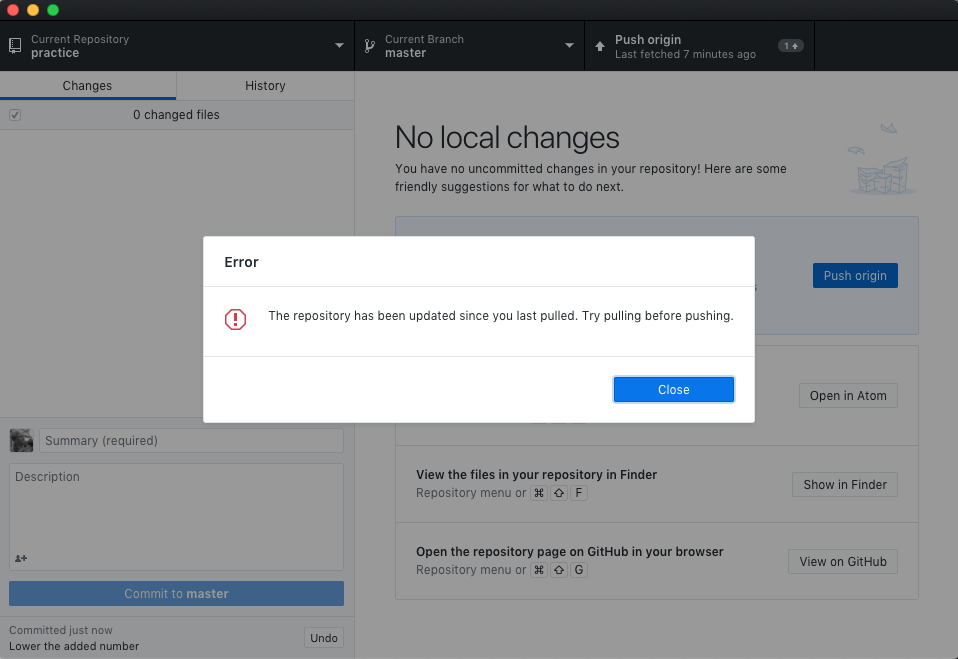 Current Repository
practice
Current Branch
master
Push origin
Last fetched 7 minutes ago
1
Changes
History
0 changed files
No local changes
You have no uncommitted changes in your repository! Here are some
friendly suggestions for what to do next.
Push origin
Error
The repository has been updated since you last pulled. Try pulling before pushing.
Close
Open in Atom
Summary (required)
Description
Commit to master
Committed just now
Lower the added number
Undo
View the files in your repository in Finder
Repository menu or ⌘ ⇧ F
Show in Finder
Open the repository page on GitHub in your browser
Repository menu or ⌘ ⇧ G
View on GitHub